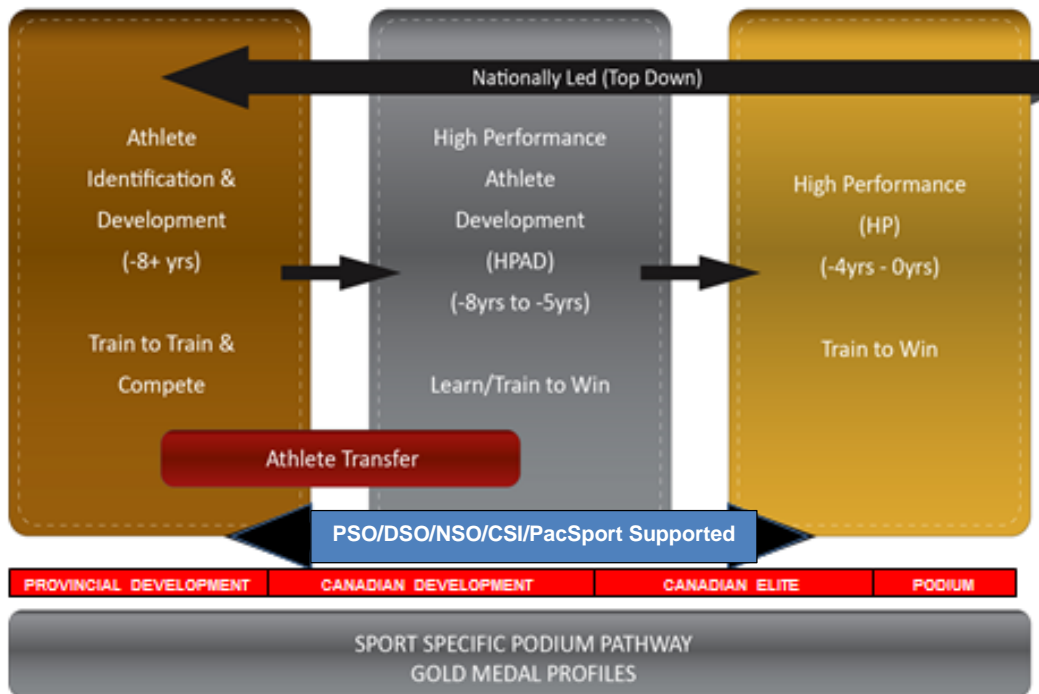 Nationally Led (Top Down)
Athlete
Identification &
Development
(-8+ yrs)
Train to Train &
Compete
High Performance
Athlete
Development
(HPAD)
(-8yrs to -5yrs)
Learn/Train to Win
High Performance
(HP)
(-4yrs - 0yrs)
Train to Win
Athlete Transfer
PSO/DSO/NSO/CSI/PacSport Supported
PROVINCIAL DEVELOPMENT
CANADIAN DEVELOPMENT
CANADIAN ELITE
PODIUM
SPORT SPECIFIC PODIUM PATHWAY
GOLD MEDAL PROFILES